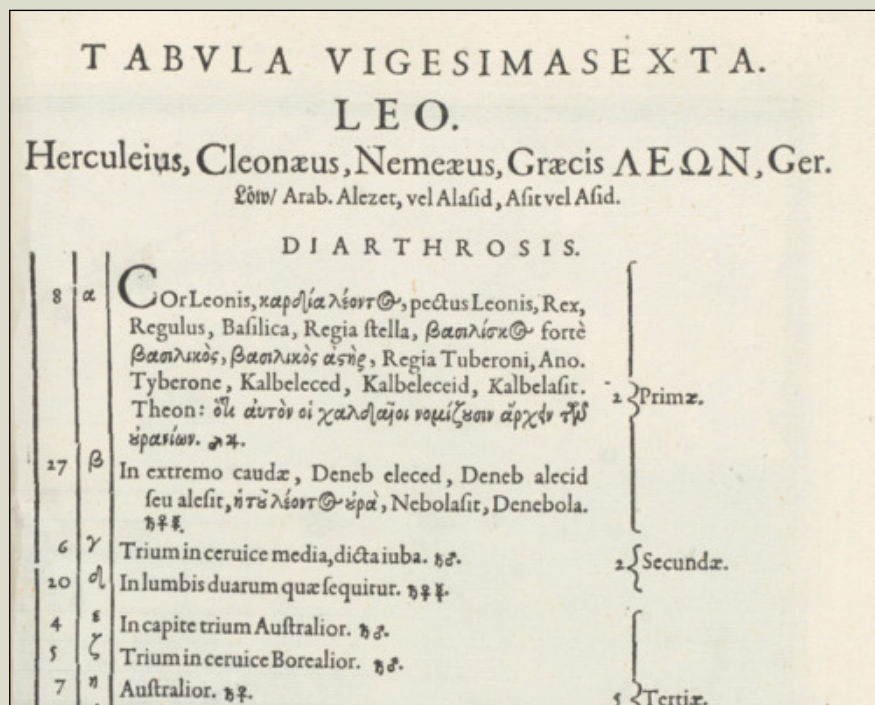 TABVLA VIGESIMASEXTA.
LEO.
Herculeius, Cleonæus, Nemeæus, Græcis ΛΕΩΝ, Ger.
Löw/ Arab. Alezet, vel Alaſid, Aſit vel Aſid.
DIARTHROSIS.
8 α COr Leonis, καρδία λέοντος, pectus Leonis, Rex,
Regulus, Baſilica, Regia ſtella, βασιλίσκος fortè
βασιλικὸς, βασιλικὸς ἀστὴρ, Regia Tuberoni, Ano.
Tyberone, Kalbeleced, Kalbeleceid, Kalbelaſit. 2 Primæ.
Theon: ὅτι ἀυτὸν οἱ χαλδαῖοι νομίζουσιν ἄρχειν τῶν
οὐρανίων. ♂♃.
27 β In extremo caudæ, Deneb eleced, Deneb alecid
ſeu aleſit, ἡ τοῦ λέοντος οὐρὰ, Nebolaſit, Denebola.
♄♀☿.
6 γ Trium in ceruice media, dicta iuba. ♄♂. 2 Secundæ.
20 δ In lumbis duarum quæ ſequitur. ♄♀☿.
4 ε In capite trium Auſtralior. ♄♂.
5 ζ Trium in ceruice Borealior. ♄♂.
7 η Auſtralior. ♄♀. 5 Tertiæ.